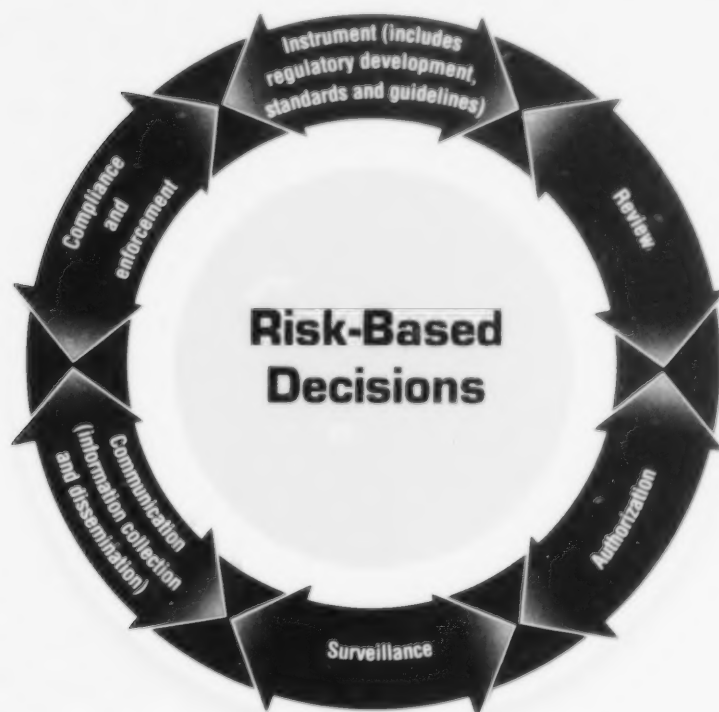 Instrument (includes
regulatory development,
standards and guidelines)
Review
Authorization
Surveillance
Communication
(information collection
and dissemination)
Compliance
and
enforcement
Risk-Based
Decisions